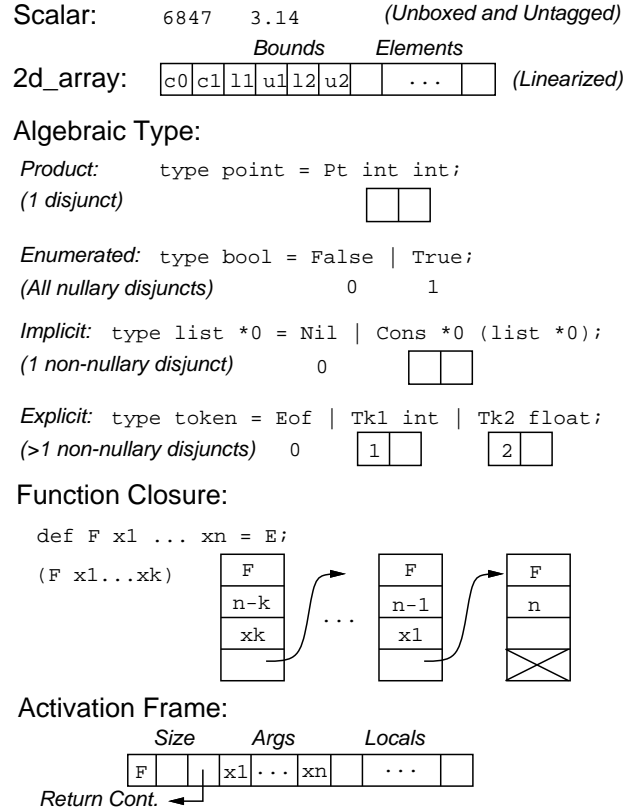 Scalar: 6847 3.14 (Unboxed and Untagged)
Bounds Elements
2d_array: c0 c1 l1 u1 l2 u2 ... (Linearized)
Algebraic Type:
Product: type point = Pt int int;
(1 disjunct)
Enumerated: type bool = False | True;
(All nullary disjuncts) 0 1
Implicit: type list *0 = Nil | Cons *0 (list *0);
(1 non-nullary disjunct) 0
Explicit: type token = Eof | Tk1 int | Tk2 float;
(>1 non-nullary disjuncts) 0 1 2
Function Closure:
def F x1 ... xn = E;
(F x1...xk) F F F
n-k n-1 n
xk ... x1
Activation Frame:
Size Args Locals
F x1 ... xn ...
Return Cont.